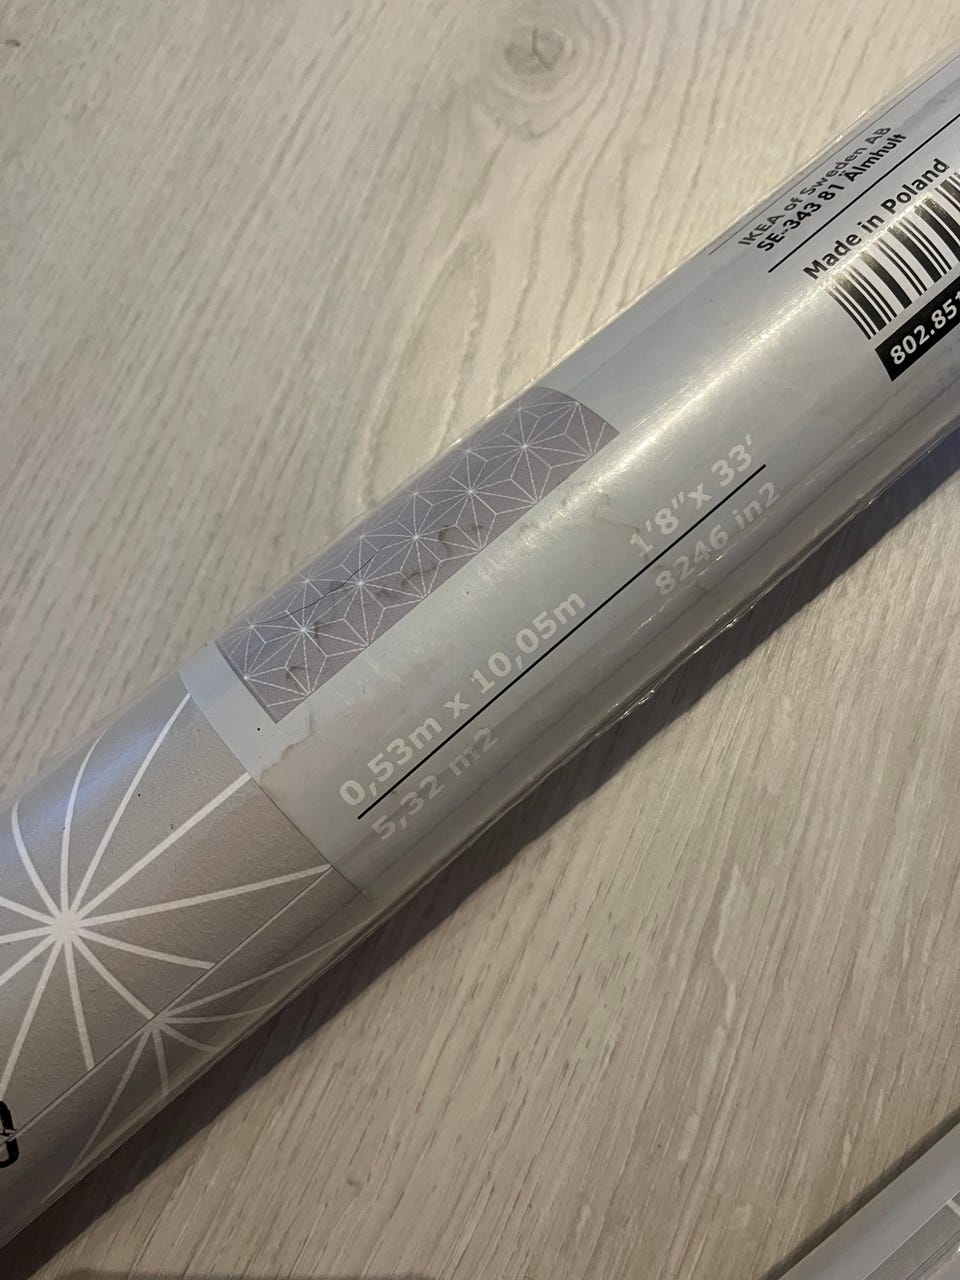 IKEA of Sweden AB
SE-343 81 Älmhult
Made in Poland
802.851
1'8"x 33'
8246 in2
0,53m x 10,05m
5,32 m2